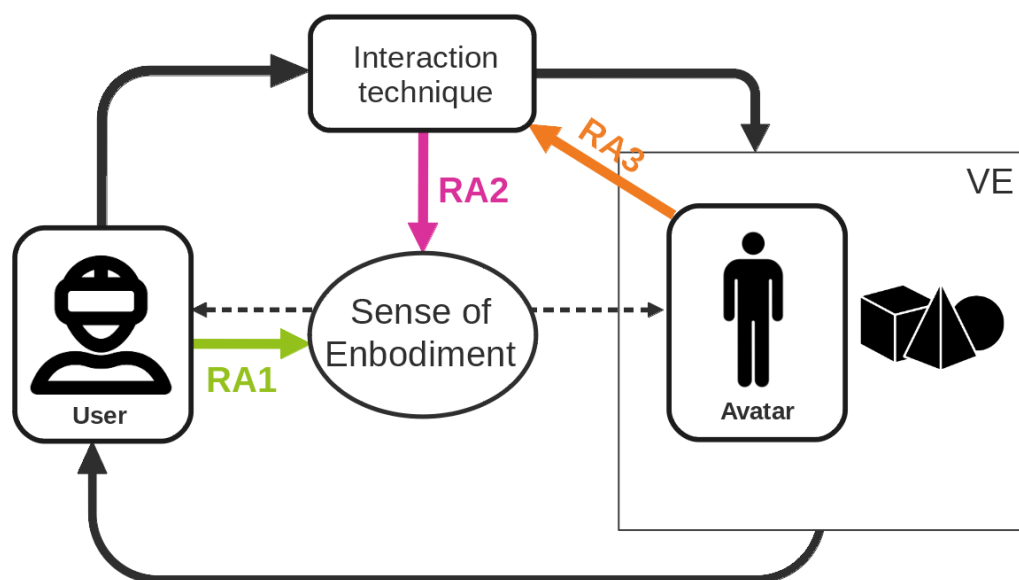 Interaction
technique
RA3
VE
RA2
Sense of
Enbodiment
RA1
User
Avatar